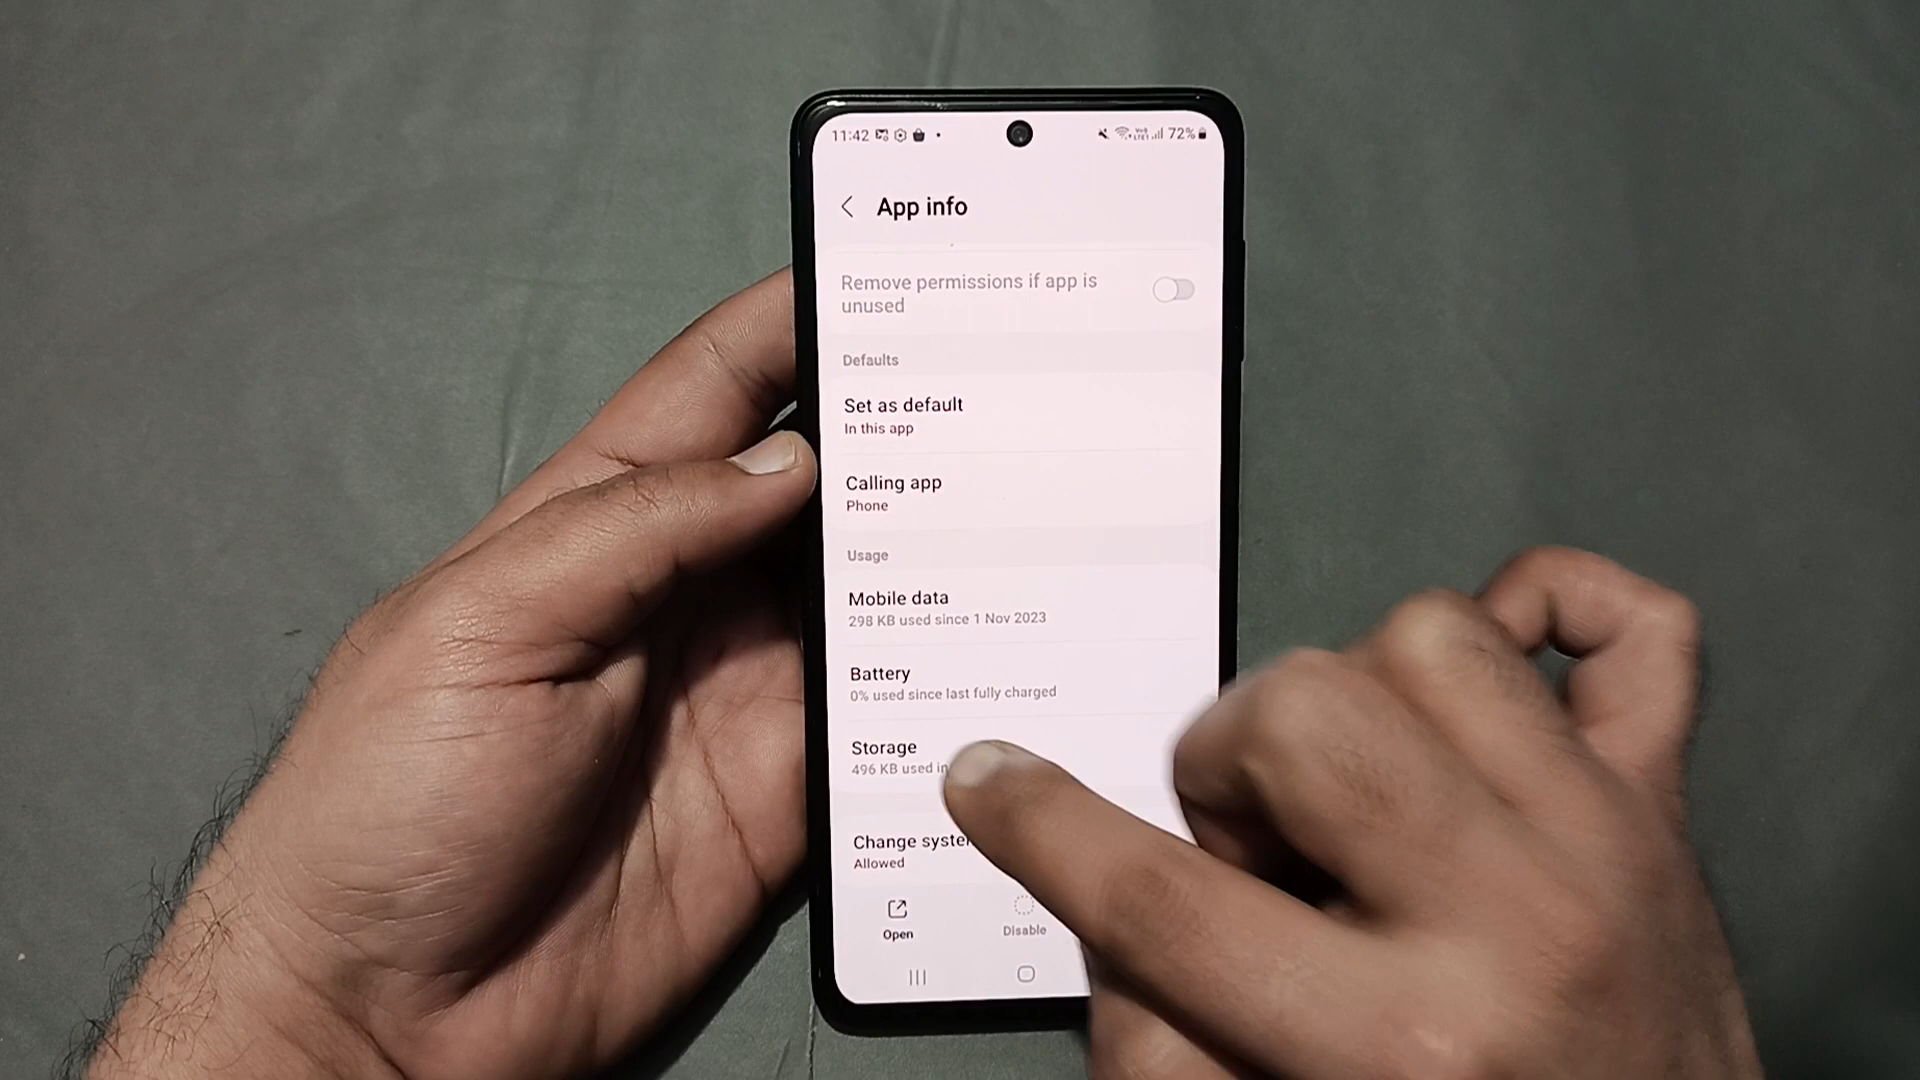 11:42 72%
App info
Remove permissions if app is
unused
Defaults
Set as default
In this app
Calling app
Phone
Usage
Mobile data
298 KB used since 1 Nov 2023
Battery
0% used since last fully charged
Storage
496 KB used in
Change
Allowed
Open Disable